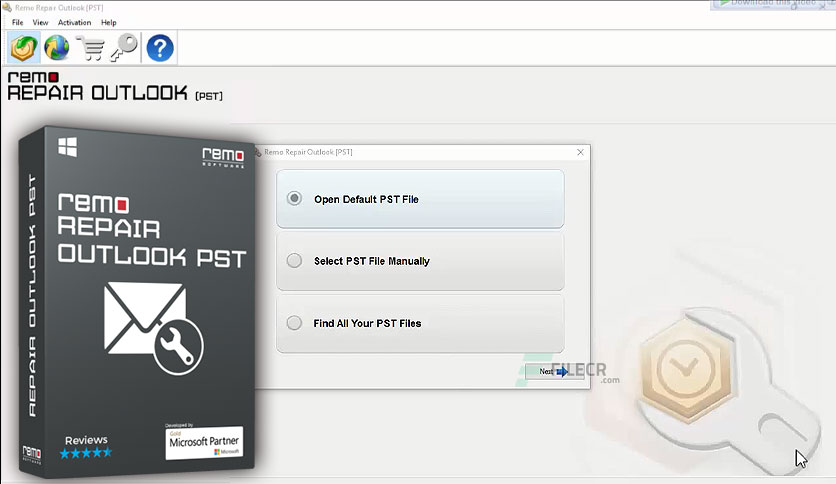 Remo Repair Outlook [PST]
Download this video
File View Activation Help
remo
REPAIR OUTLOOK [PST]
remo
SOFTWARE
remo
REPAIR
OUTLOOK PST
REPAIR OUTLOOK PST
remo
SOFTWARE
Reviews
Developed by
Gold
Microsoft Partner
Microsoft
Remo Repair Outlook [PST]
Open Default PST File
Select PST File Manually
Find All Your PST Files
Next
FILECR
.com